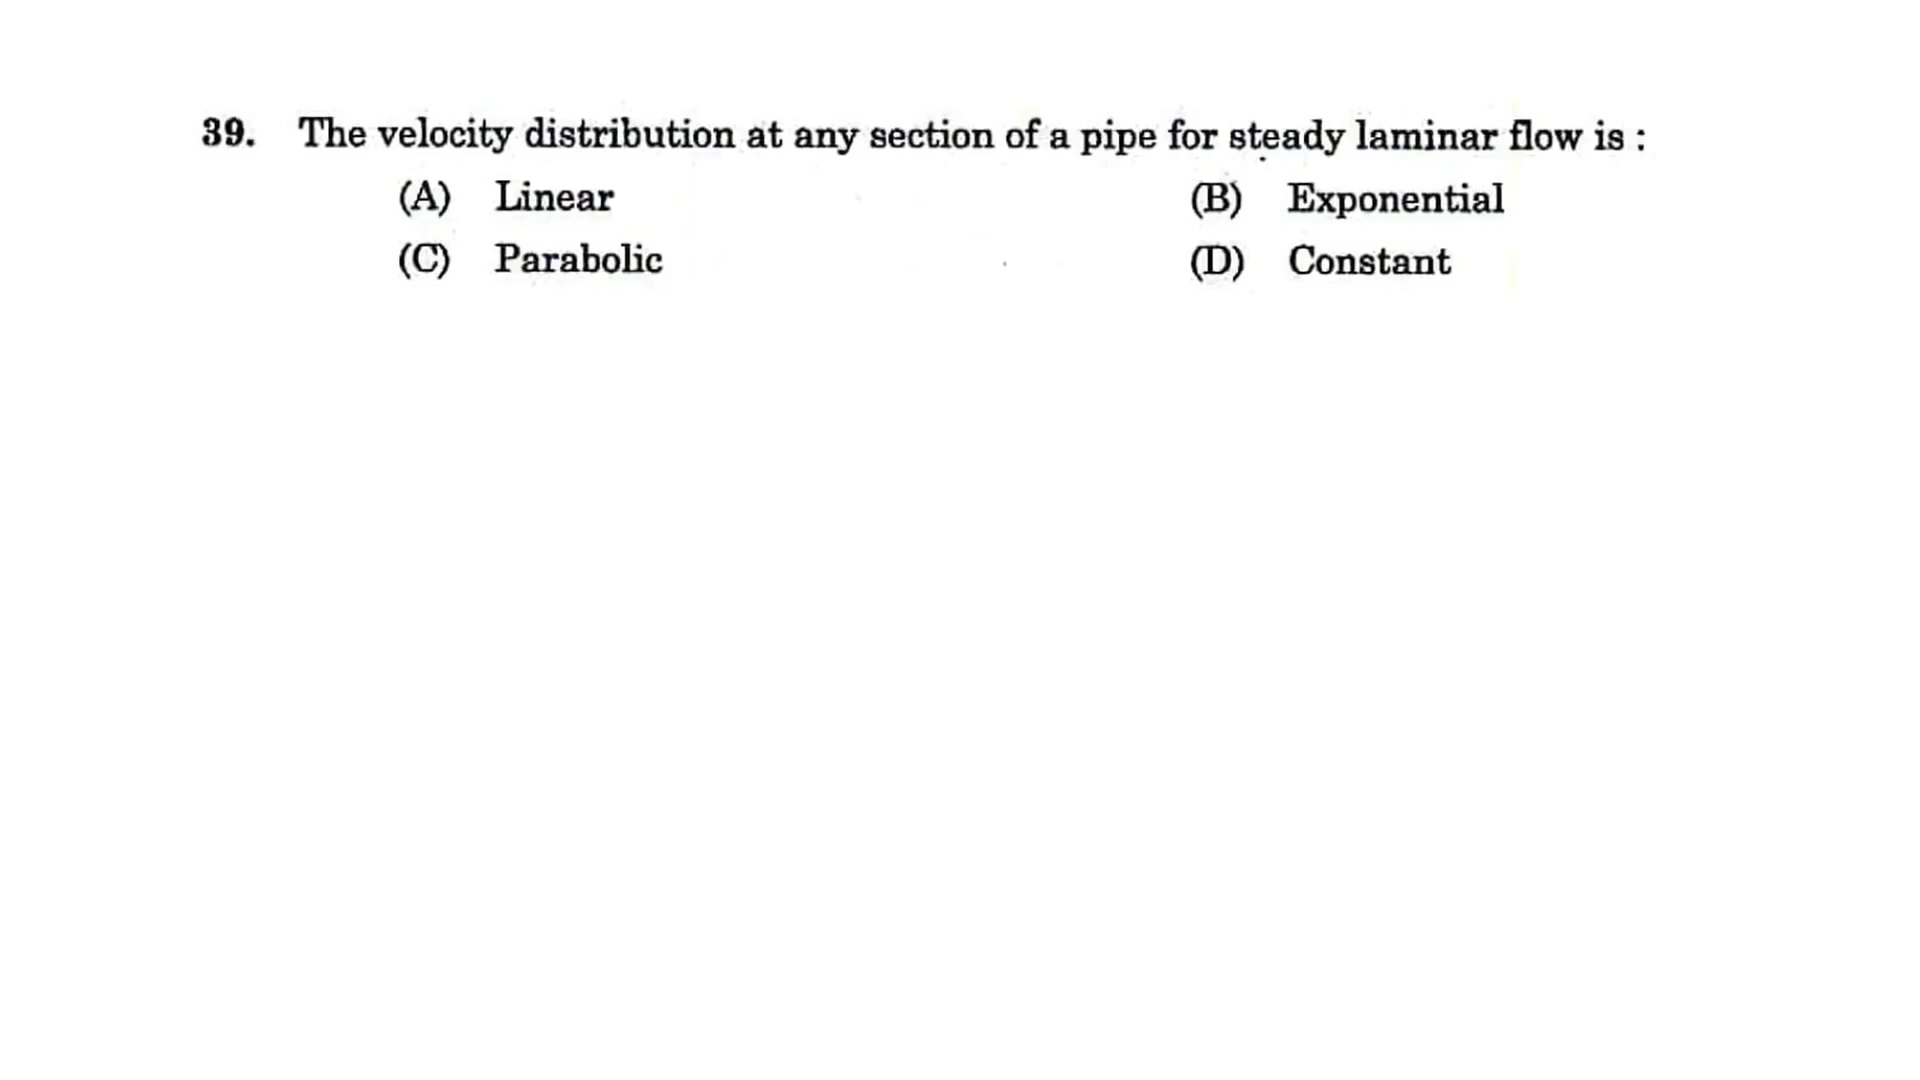 39. The velocity distribution at any section of a pipe for steady laminar flow is :
(A) Linear (B) Exponential
(C) Parabolic (D) Constant